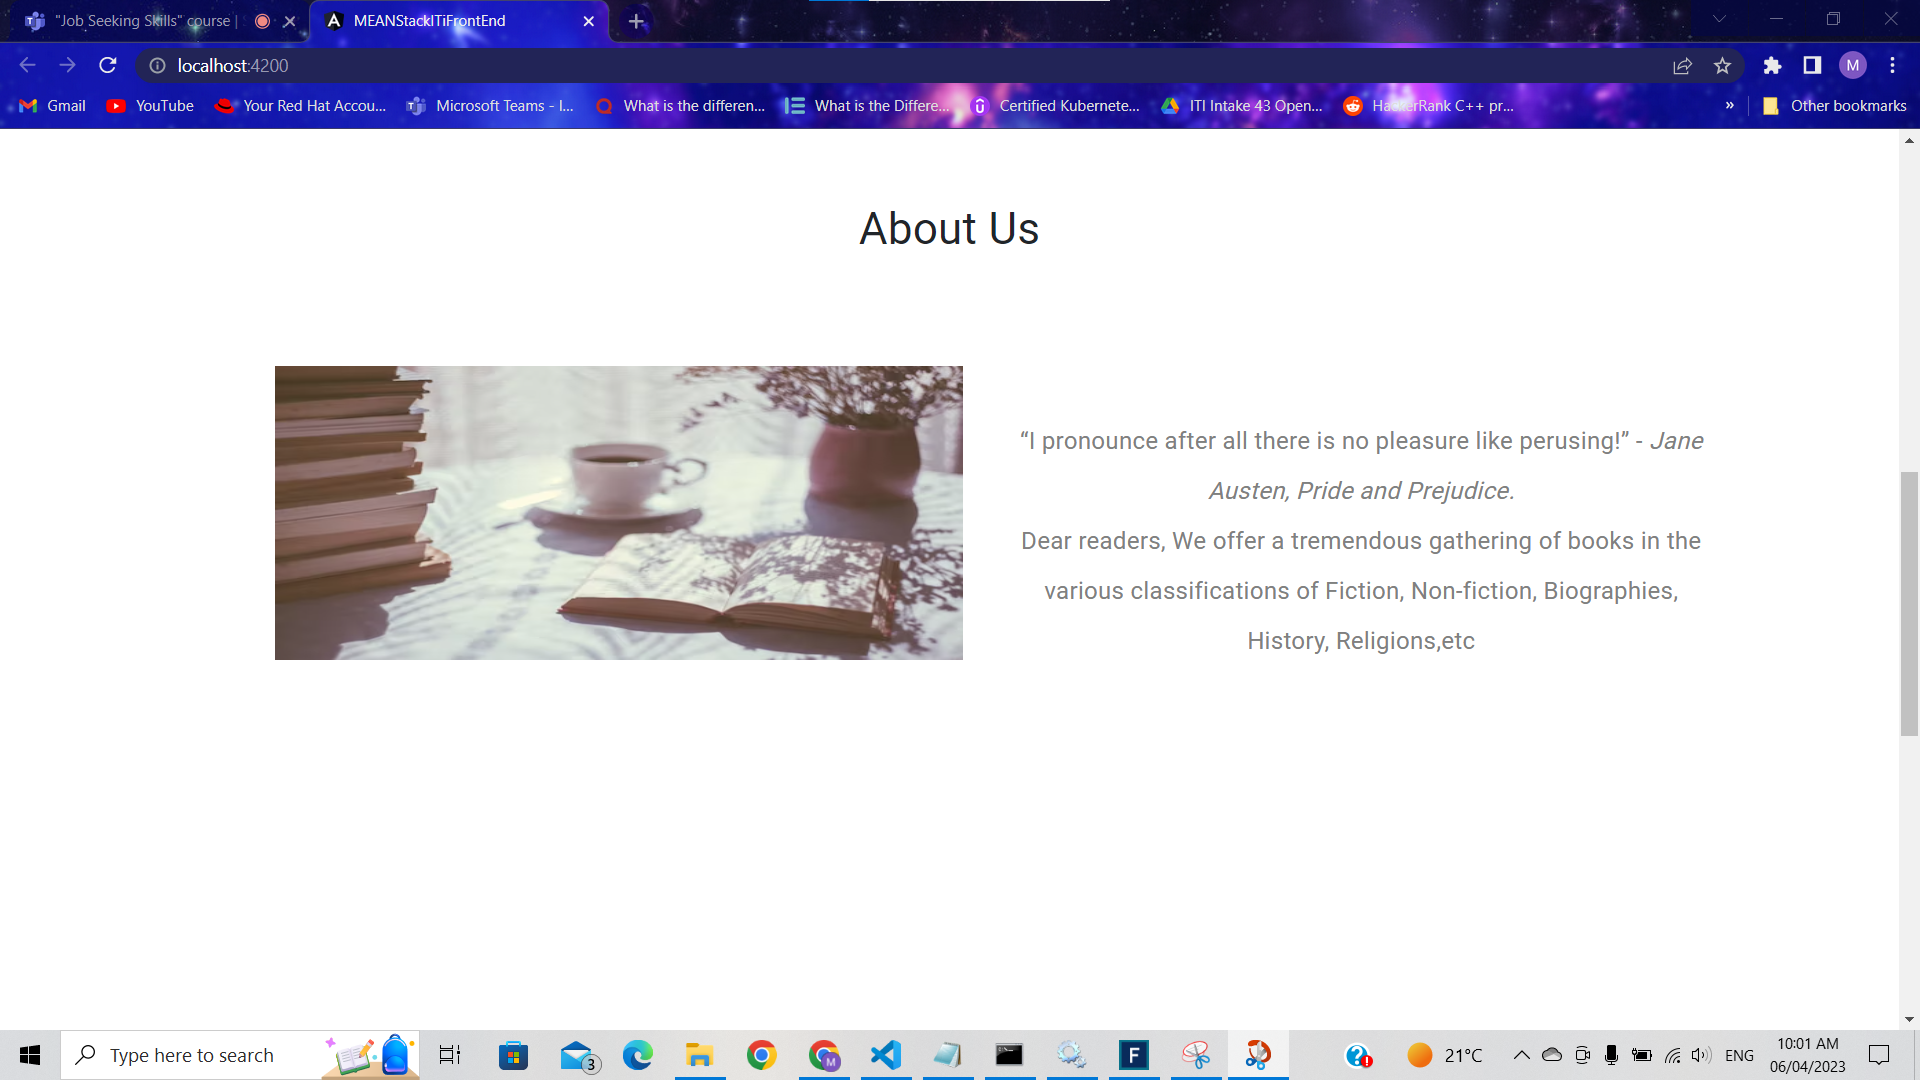 "Job Seeking Skills" course |
MEANStackITiFrontEnd
localhost:4200
M
Gmail
YouTube
Your Red Hat Accou...
Microsoft Teams - I...
What is the differen...
What is the Differe...
Certified Kubernete...
ITI Intake 43 Open...
HackerRank C++ pr...
»
Other bookmarks
About Us
“I pronounce after all there is no pleasure like perusing!” - Jane
Austen, Pride and Prejudice.
Dear readers, We offer a tremendous gathering of books in the
various classifications of Fiction, Non-fiction, Biographies,
History, Religions,etc
Type here to search
3
M
F
21°C
ENG
10:01 AM
06/04/2023